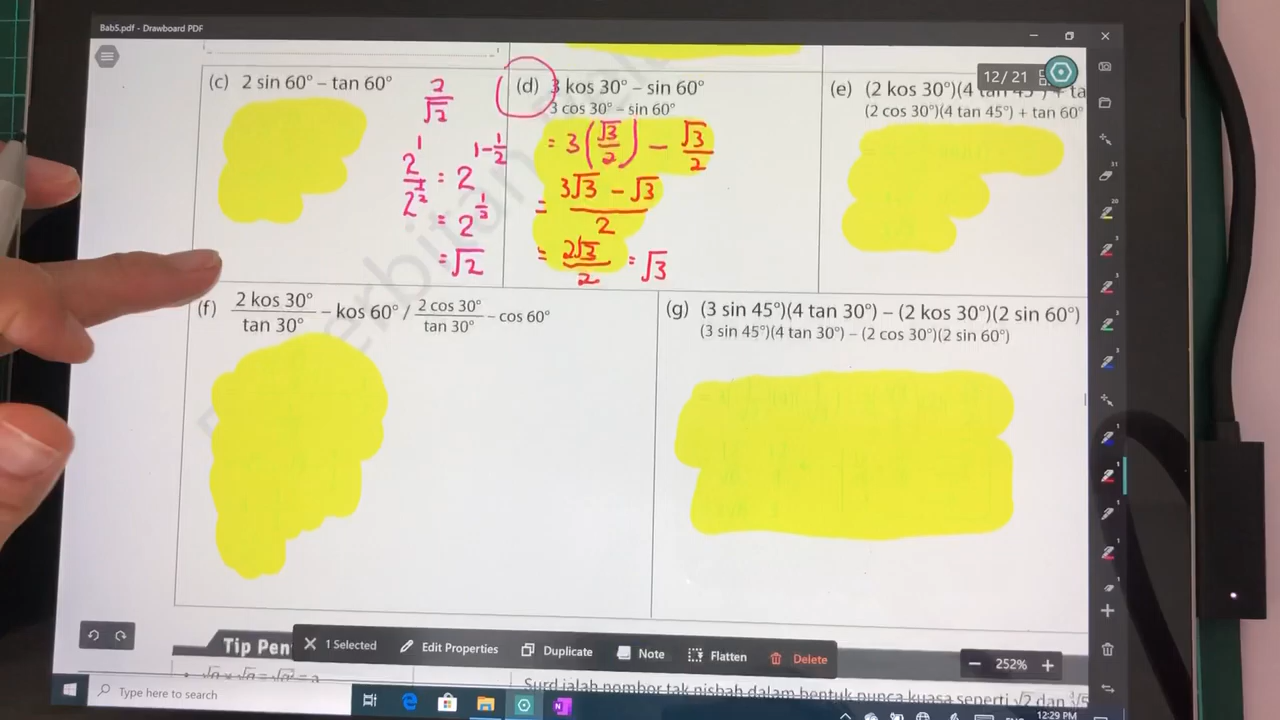 Bab5.pdf - Drawboard PDF
12 / 21
(c) 2 sin 60° – tan 60°
2/√2
2^1/2^½ = 2^(1-½)
= 2^½
= √2
(d) 3 kos 30° – sin 60°
3 cos 30° – sin 60°
= 3(√3/2) – √3/2
= (3√3 – √3)/2
= 2√3/2 = √3
(e) (2 kos 30°)(4 tan 45°) + ta
(2 cos 30°)(4 tan 45°) + tan 60°
(f) 2 kos 30°/tan 30° – kos 60° / 2 cos 30°/tan 30° – cos 60°
(g) (3 sin 45°)(4 tan 30°) – (2 kos 30°)(2 sin 60°)
(3 sin 45°)(4 tan 30°) – (2 cos 30°)(2 sin 60°)
1 Selected Edit Properties Duplicate Note Flatten Delete
252%
Tip Pen
Surd ialah nombor tak nisbah dalam bentuk punca kuasa seperti √2 dan
Type here to search
12:29 PM